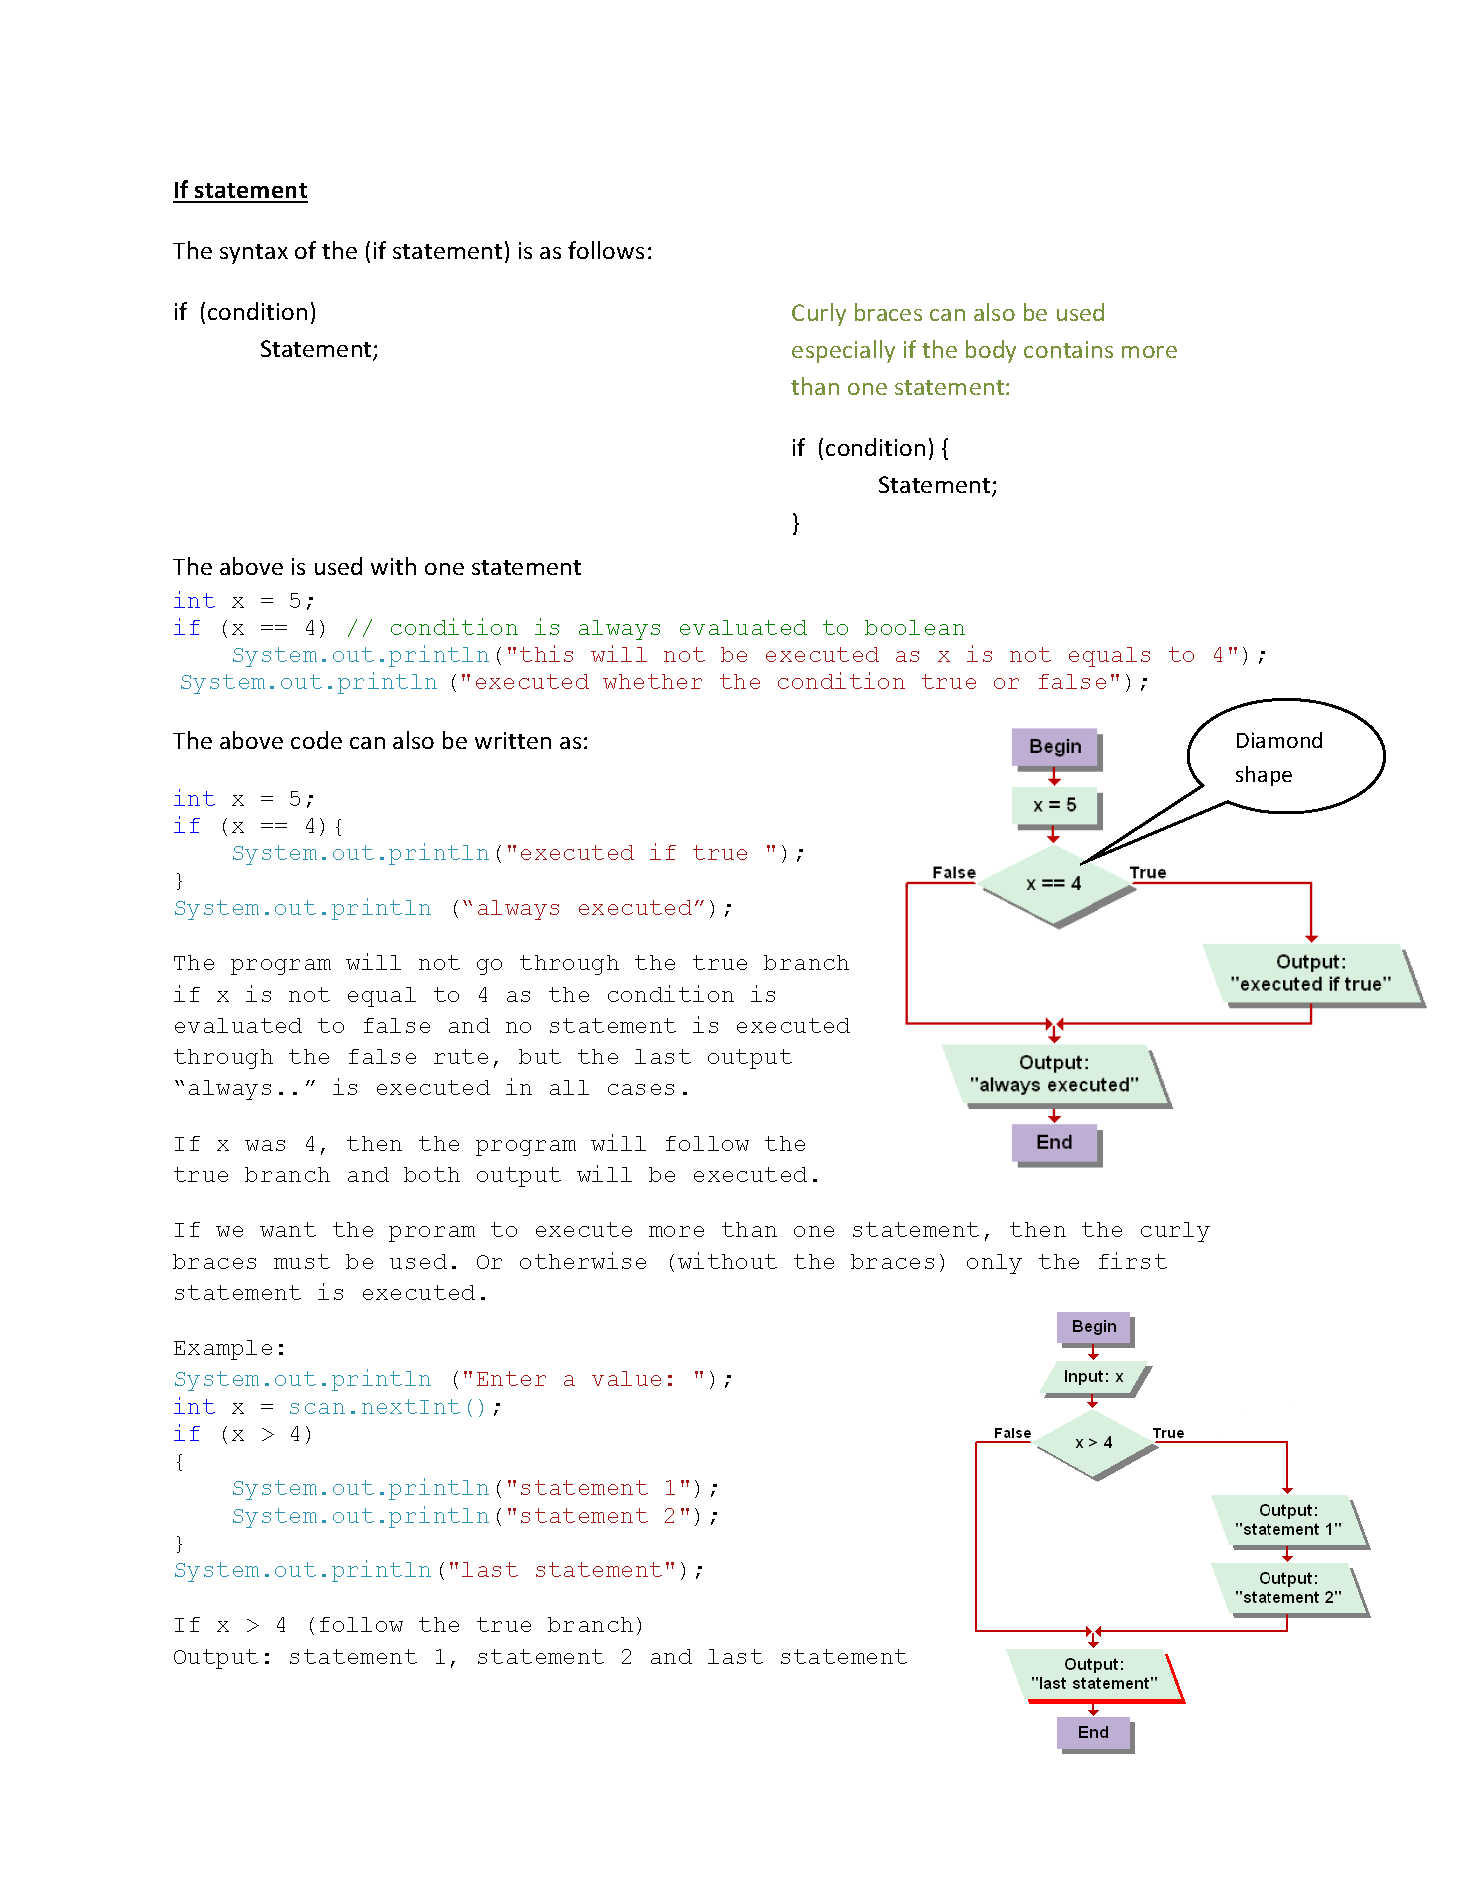 If statement
The syntax of the (if statement) is as follows:
if  (condition)
Statement;
Curly braces can also be used
especially if the body contains more
than one statement:
if  (condition) {
Statement;
}
The above is used with one statement
int x = 5;
if (x == 4) // condition is always evaluated to boolean
System.out.println("this will not be executed as x is not equals to 4");
System.out.println ("executed whether the condition true or false");
The above code can also be written as:
int x = 5;
if (x == 4){
System.out.println("executed if true ");
}
System.out.println (“always executed”);
The program will not go through the true branch
if x is not equal to 4 as the condition is
evaluated to false and no statement is executed
through the false rute, but the last output
“always..” is executed in all cases.
If x was 4, then the program will follow the
true branch and both output will be executed.
Diamond
shape
Begin
x = 5
False
x == 4
True
Output:
"executed if true"
Output:
"always executed"
End
If we want the proram to execute more than one statement, then the curly
braces must be used. Or otherwise (without the braces) only the first
statement is executed.
Example:
System.out.println ("Enter a value: ");
int x = scan.nextInt();
if (x > 4)
{
System.out.println("statement 1");
System.out.println("statement 2");
}
System.out.println("last statement");
If x > 4 (follow the true branch)
Output: statement 1, statement 2 and last statement
Begin
Input: x
False
x > 4
True
Output:
"statement 1"
Output:
"statement 2"
Output:
"last statement"
End